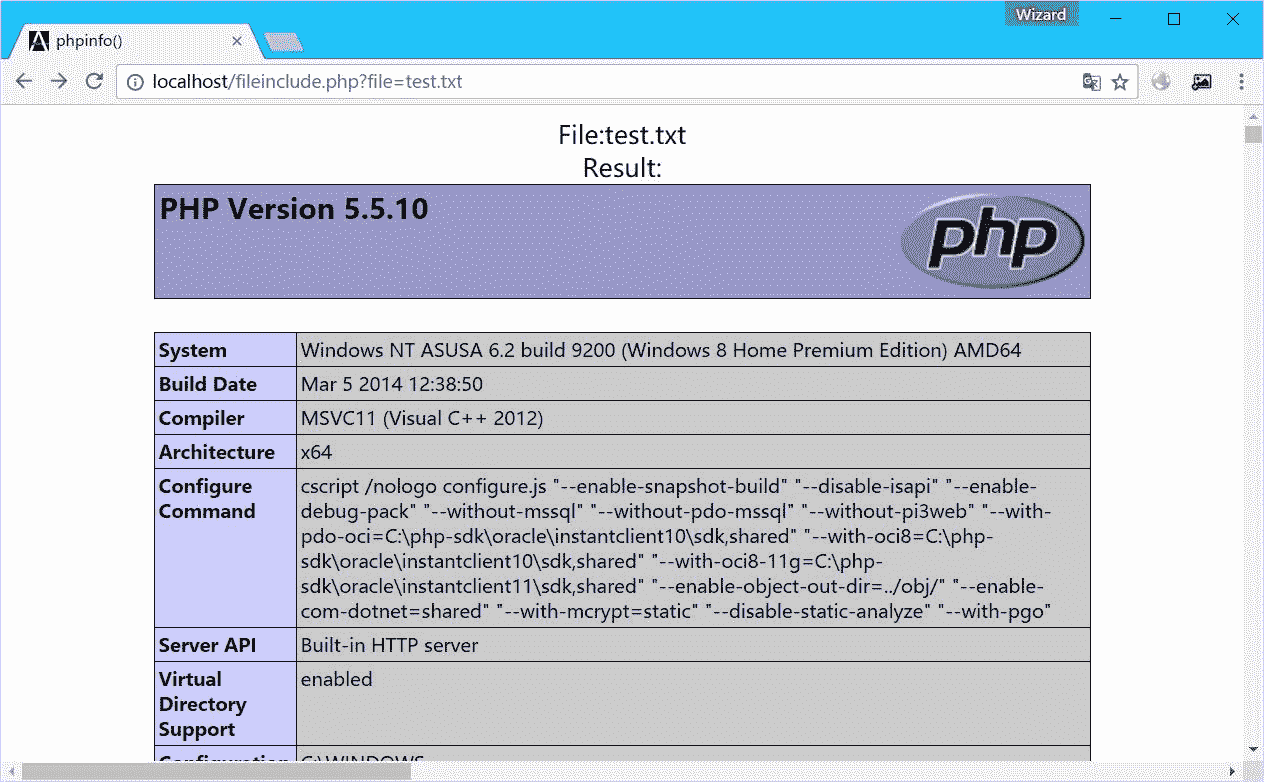 Wizard
phpinfo()
localhost/fileinclude.php?file=test.txt
File:test.txt
Result:
PHP Version 5.5.10
php
System Windows NT ASUSA 6.2 build 9200 (Windows 8 Home Premium Edition) AMD64
Build Date Mar 5 2014 12:38:50
Compiler MSVC11 (Visual C++ 2012)
Architecture x64
Configure Command cscript /nologo configure.js "--enable-snapshot-build" "--disable-isapi" "--enable-
debug-pack" "--without-mssql" "--without-pdo-mssql" "--without-pi3web" "--with-
pdo-oci=C:\php-sdk\oracle\instantclient10\sdk,shared" "--with-oci8=C:\php-
sdk\oracle\instantclient10\sdk,shared" "--with-oci8-11g=C:\php-
sdk\oracle\instantclient11\sdk,shared" "--enable-object-out-dir=../obj/" "--enable-
com-dotnet=shared" "--with-mcrypt=static" "--disable-static-analyze" "--with-pgo"
Server API Built-in HTTP server
Virtual
Directory
Support enabled
Configuration C:\WINDOWS